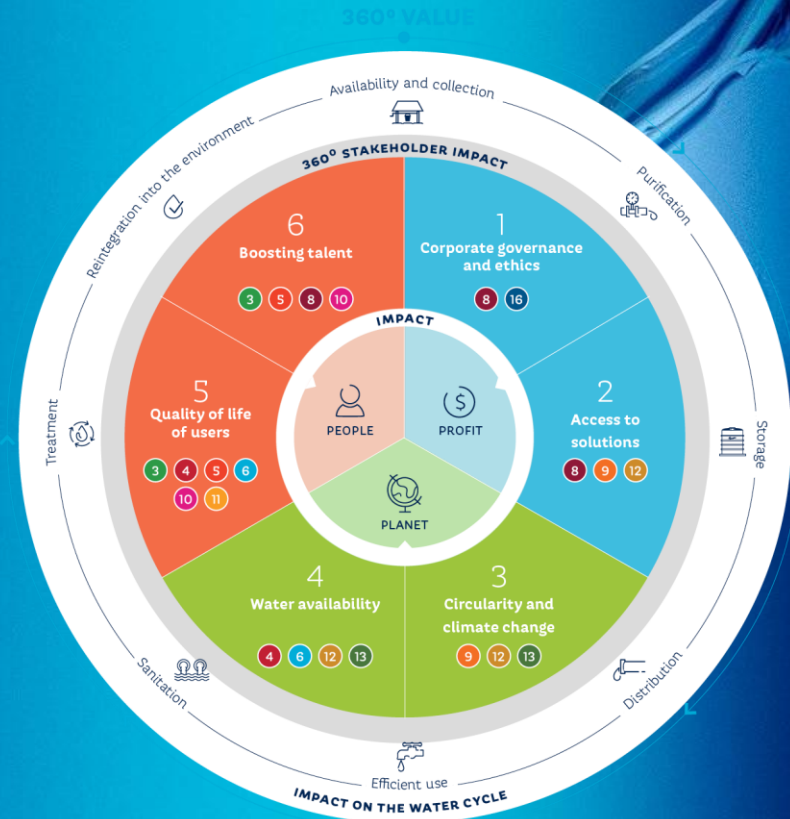 360º VALUE
Availability and collection
Purification
Storage
Distribution
Efficient use
Sanitation
Treatment
Reintegration into the environment
360º STAKEHOLDER IMPACT
1
Corporate governance
and ethics
8 16
2
Access to
solutions
8 9 12
3
Circularity and
climate change
9 12 13
4
Water availability
4 6 12 13
5
Quality of life
of users
3 4 5 6
10 11
6
Boosting talent
3 5 8 10
IMPACT
PEOPLE
$
PROFIT
PLANET
IMPACT ON THE WATER CYCLE